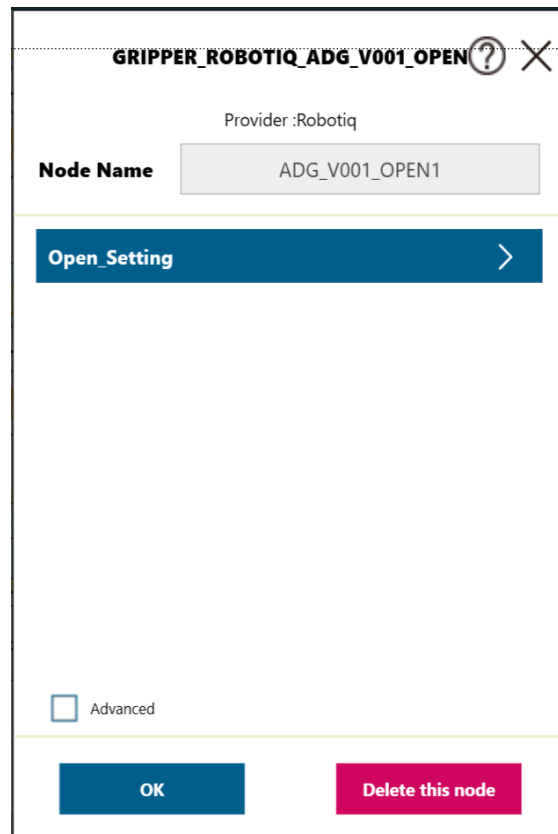 GRIPPER_ROBOTIQ_ADG_V001_OPEN
Provider :Robotiq
Node Name ADG_V001_OPEN1
Open_Setting
Advanced
OK Delete this node